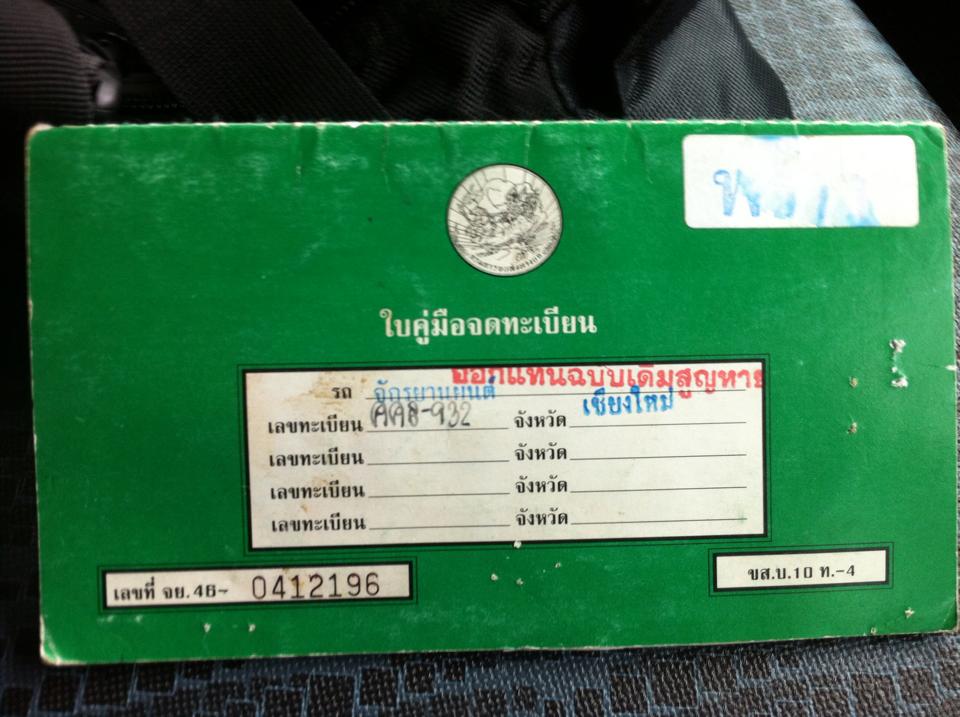 ใบคู่มือจดทะเบียน
ออกแทนฉบับเดิมสูญหาย
รถ จักรยานยนต์
เลขทะเบียน 932 จังหวัด เชียงใหม่
เลขทะเบียน จังหวัด
เลขทะเบียน จังหวัด
เลขทะเบียน จังหวัด
เลขที่ จย.46- 0412196
ขส.บ.10 ท.-4